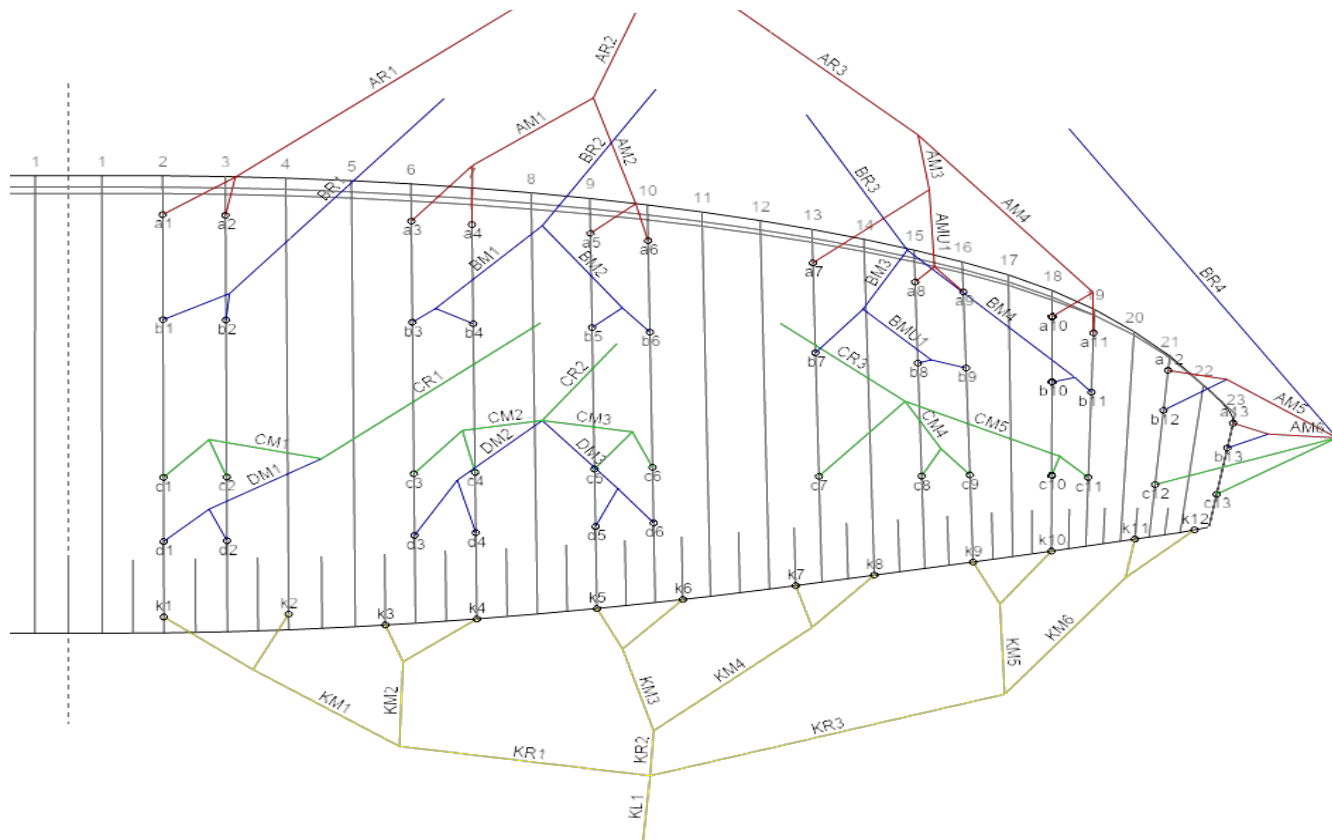 AR1
AR2
AR3
AM1
BR2
AM2
AM3
BR3
AM4
BR4
1
1
2
3
4
5
6
7
8
9
10
11
12
13
14
15
16
17
18
19
20
21
22
23
BR1
AMU1
a1
a2
a3
a4
a5
a6
a7
a8
a9
a10
a11
a12
a13
BM1
BM2
BM3
BM4
BMU1
AM5
AM6
b1
b2
b3
b4
b5
b6
b7
b8
b9
b10
b11
b12
b13
CR1
CR2
CR3
CM1
CM2
CM3
CM4
CM5
DM1
DM2
DM3
c1
c2
c3
c4
c5
c6
c7
c8
c9
c10
c11
c12
c13
d1
d2
d3
d4
d5
d6
k1
k2
k3
k4
k5
k6
k7
k8
k9
k10
k11
k12
KM1
KM2
KM3
KM4
KM5
KM6
KR1
KR2
KR3
KL1